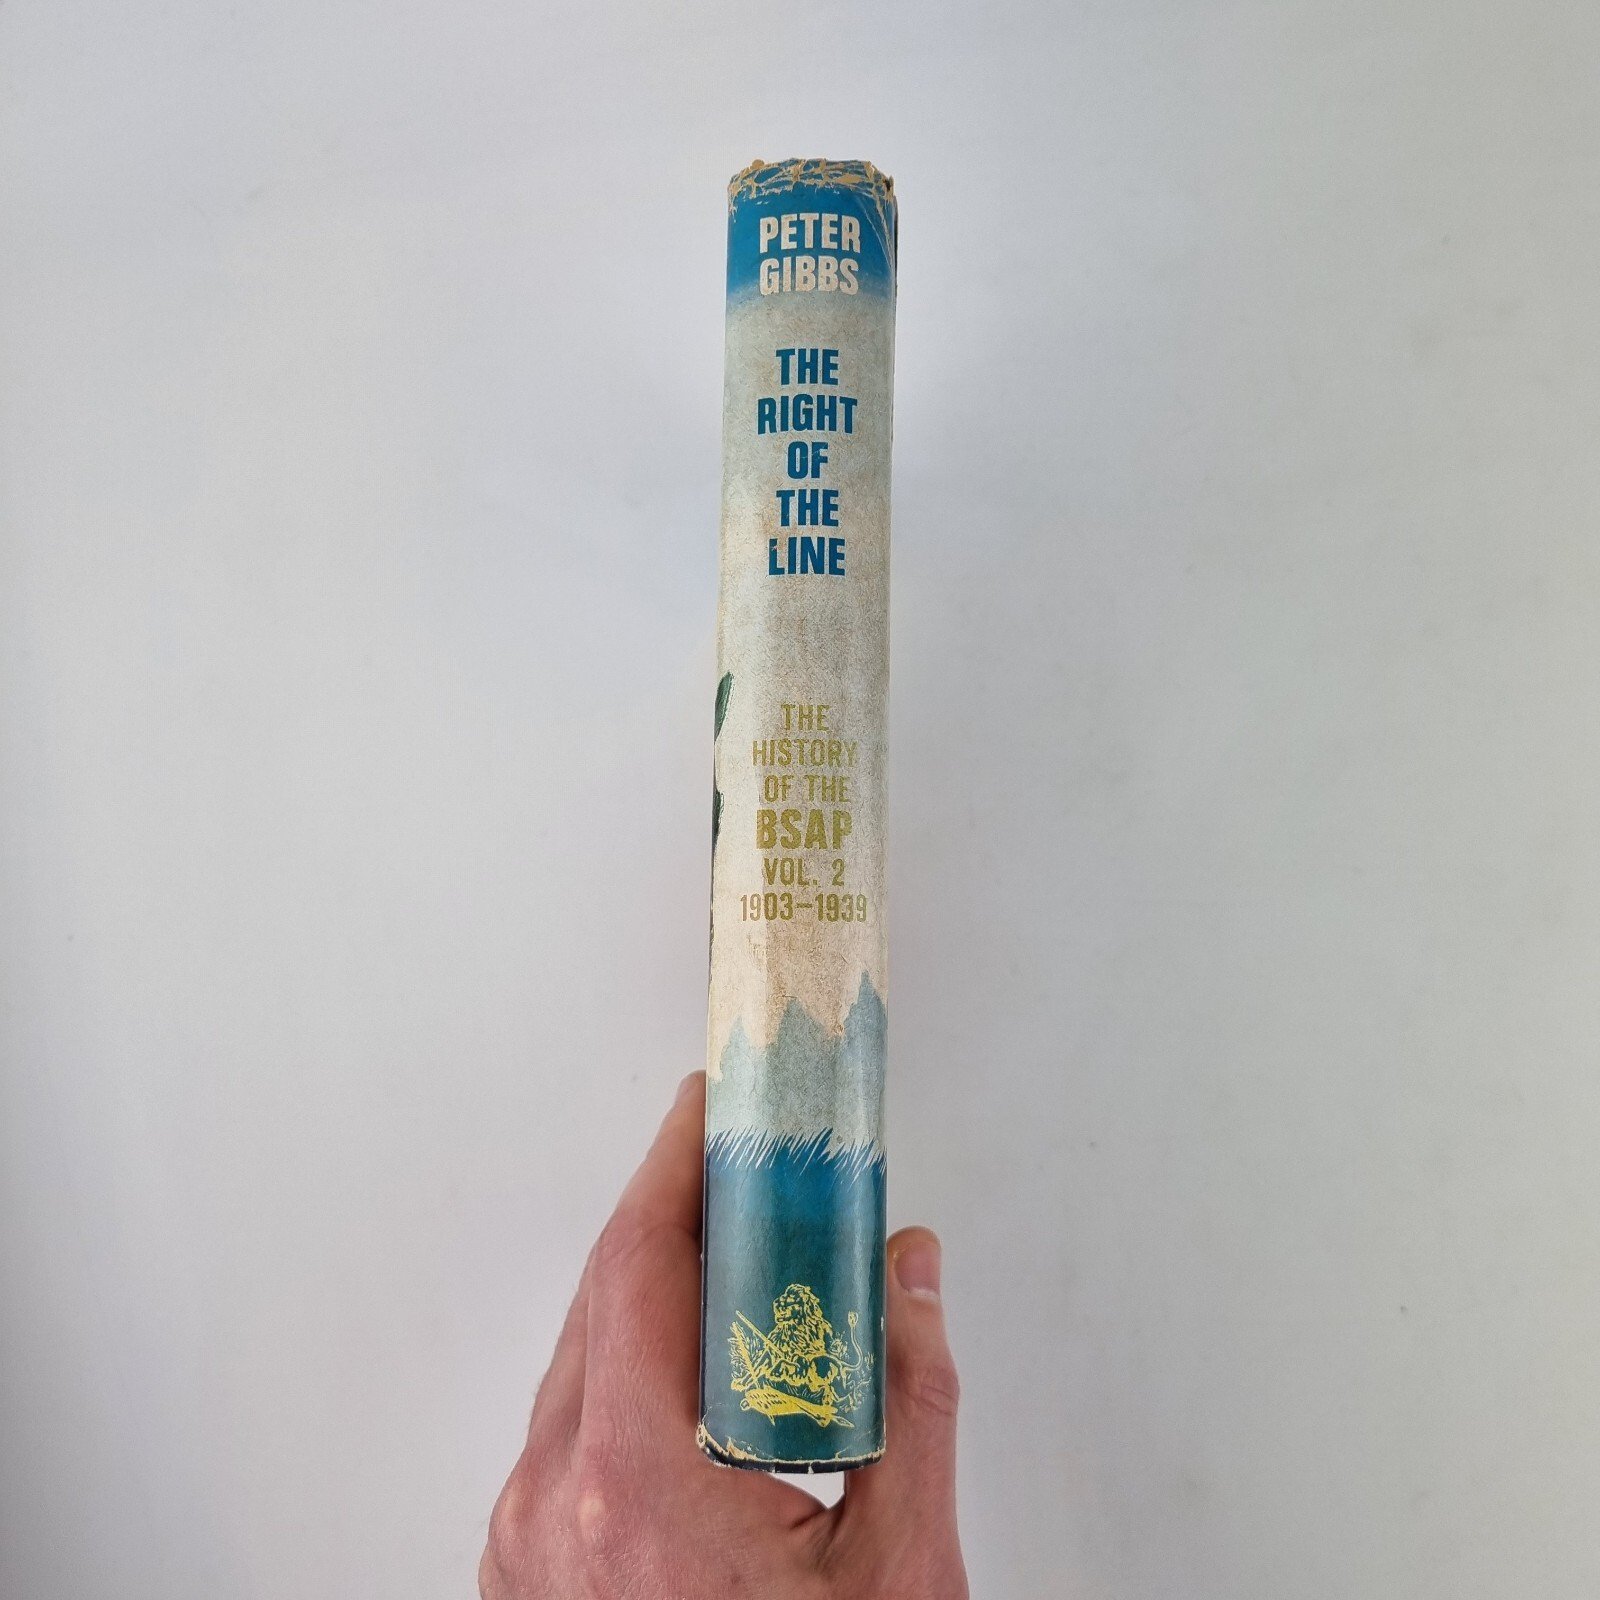 PETER
GIBBS
THE
RIGHT
OF
THE
LINE
THE
HISTORY
OF THE
BSAP
VOL. 2
1903–1939